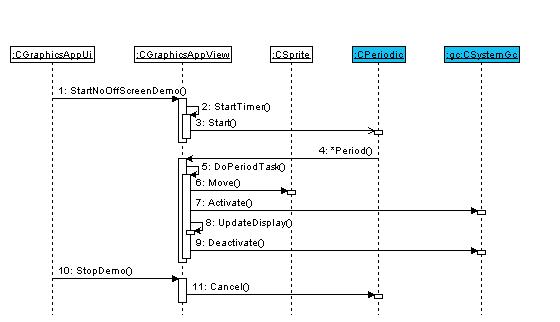 :CGraphicsAppUi :CGraphicsAppView :CSprite :CPeriodic :gc:CSystemGc
1: StartNoOffScreenDemo()
2: StartTimer()
3: Start()
4: *Period()
5: DoPeriodTask()
6: Move()
7: Activate()
8: UpdateDisplay()
9: Deactivate()
10: StopDemo()
11: Cancel()